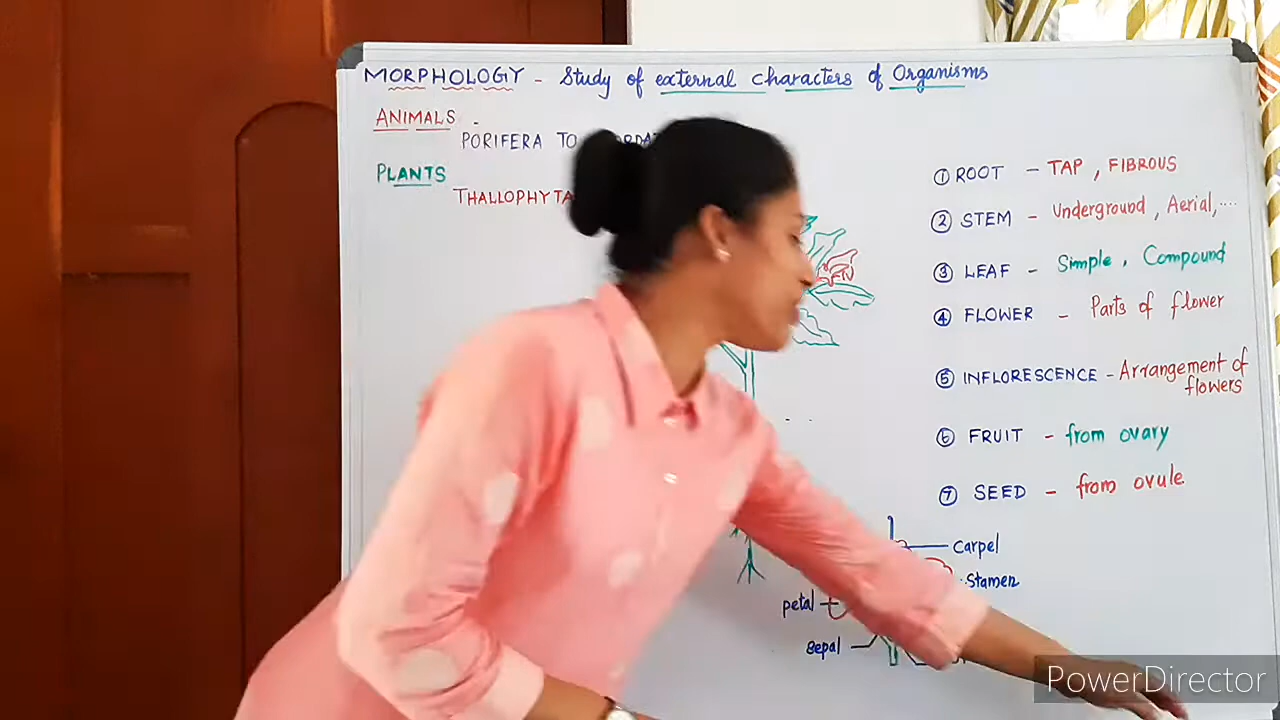 MORPHOLOGY - Study of external characters of Organisms
ANIMALS -
PORIFERA TO
PLANTS
THALLOPHYTA
① ROOT - TAP, FIBROUS
② STEM - Underground, Aerial,....
③ LEAF - Simple, Compound
④ FLOWER - Parts of flower
⑤ INFLORESCENCE - Arrangement of
flowers
⑥ FRUIT - from ovary
⑦ SEED - from ovule
Carpel
Stamen
petal
sepal
PowerDirector